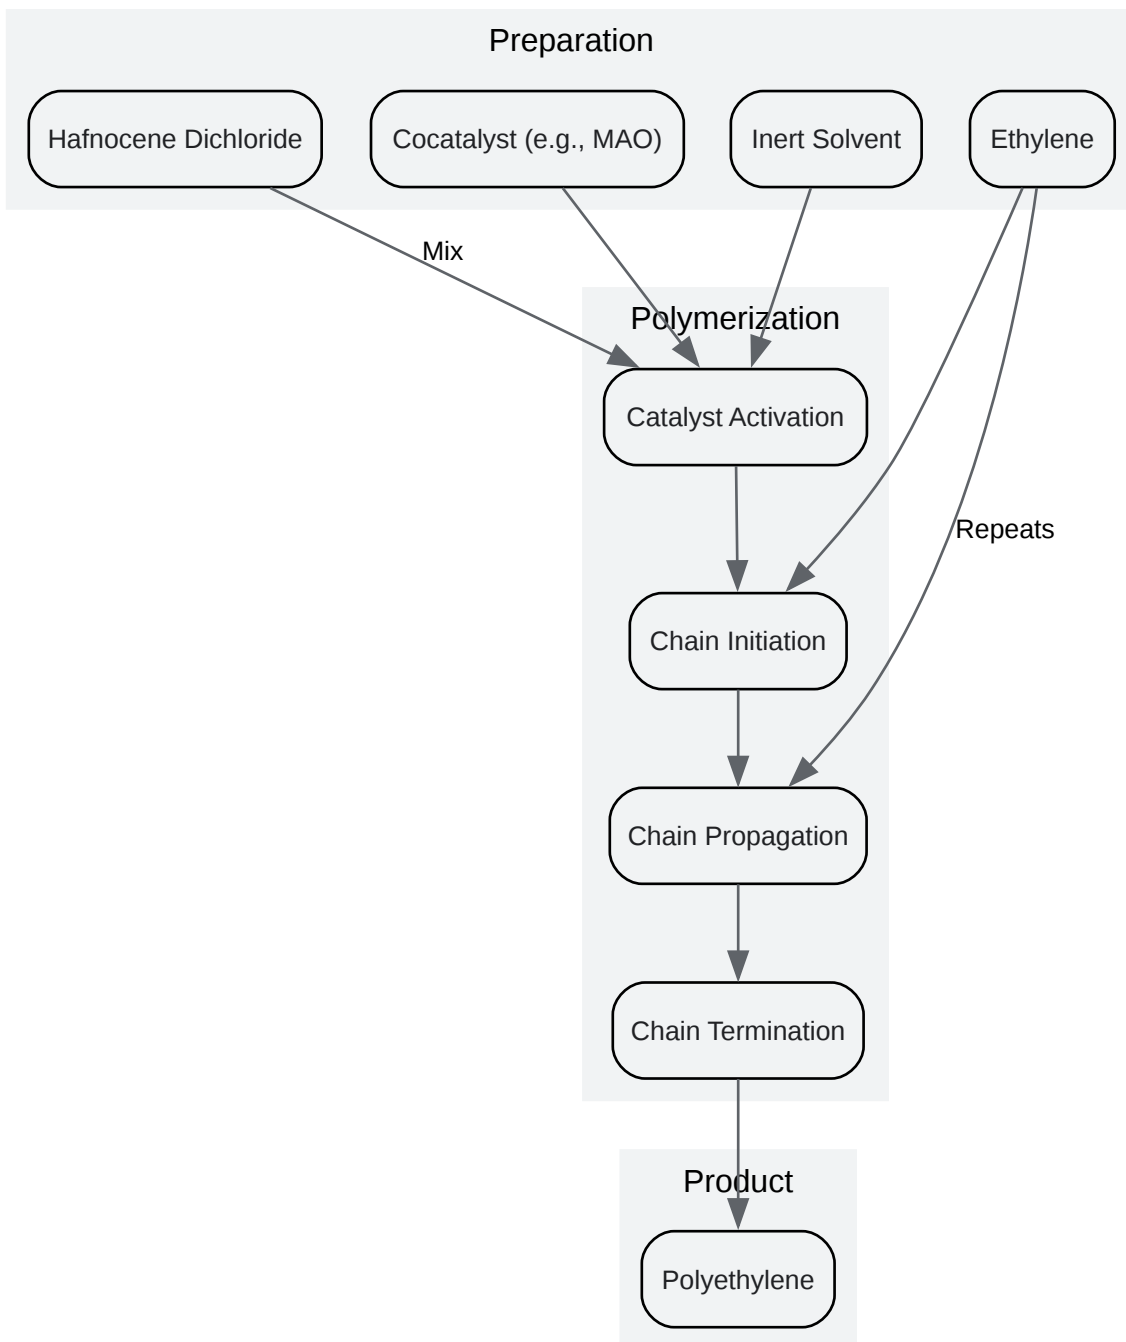 Preparation
Hafnocene Dichloride
Cocatalyst (e.g., MAO)
Inert Solvent
Ethylene
Mix
Polymerization
Catalyst Activation
Repeats
Chain Initiation
Chain Propagation
Chain Termination
Product
Polyethylene